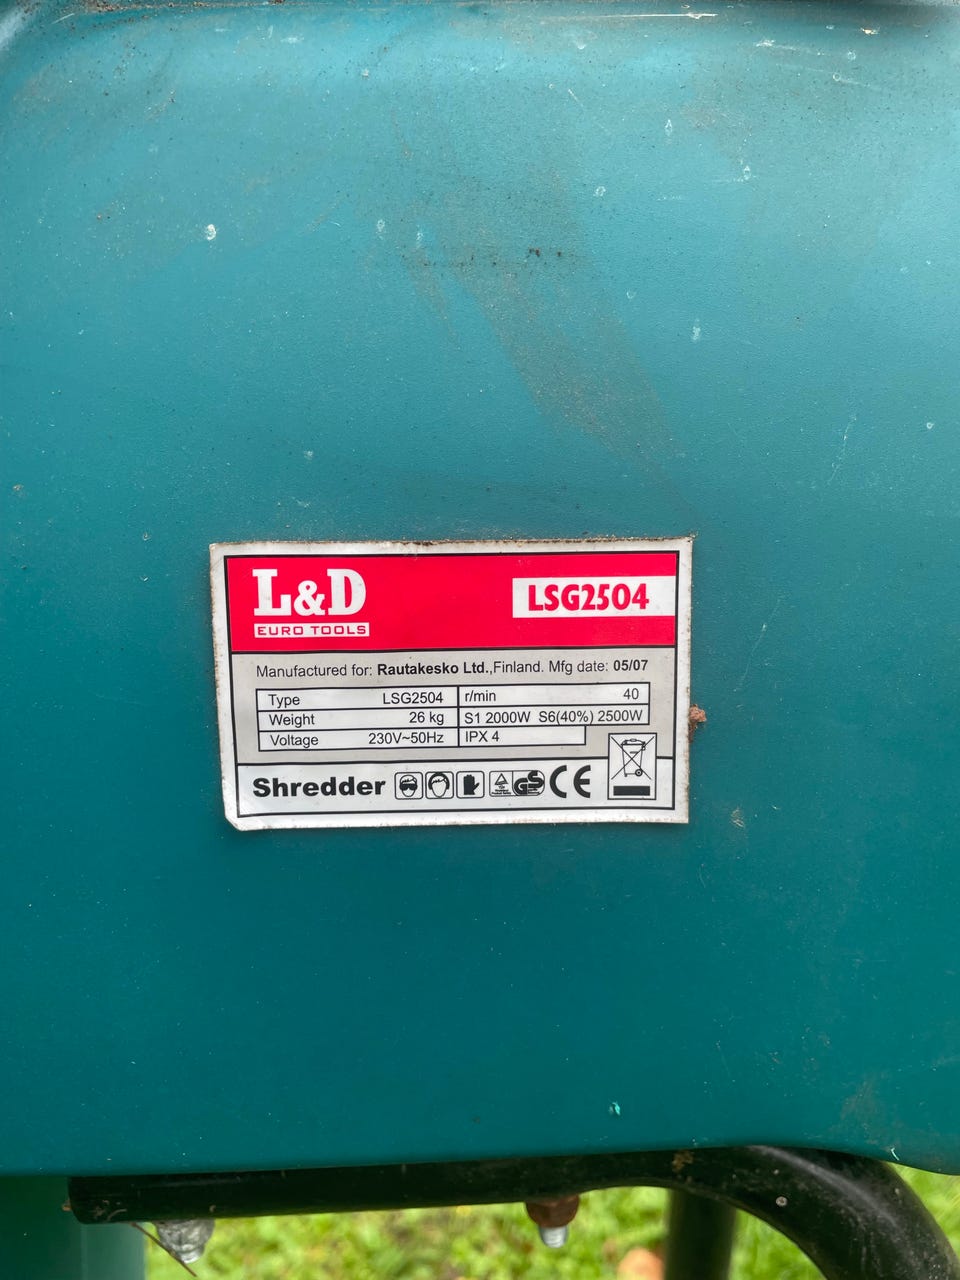 L&D
EURO TOOLS
LSG2504
Manufactured for: Rautakesko Ltd.,Finland. Mfg date: 05/07
Type LSG2504 r/min 40
Weight 26 kg S1 2000W S6(40%) 2500W
Voltage 230V~50Hz IPX 4
Shredder GS CE